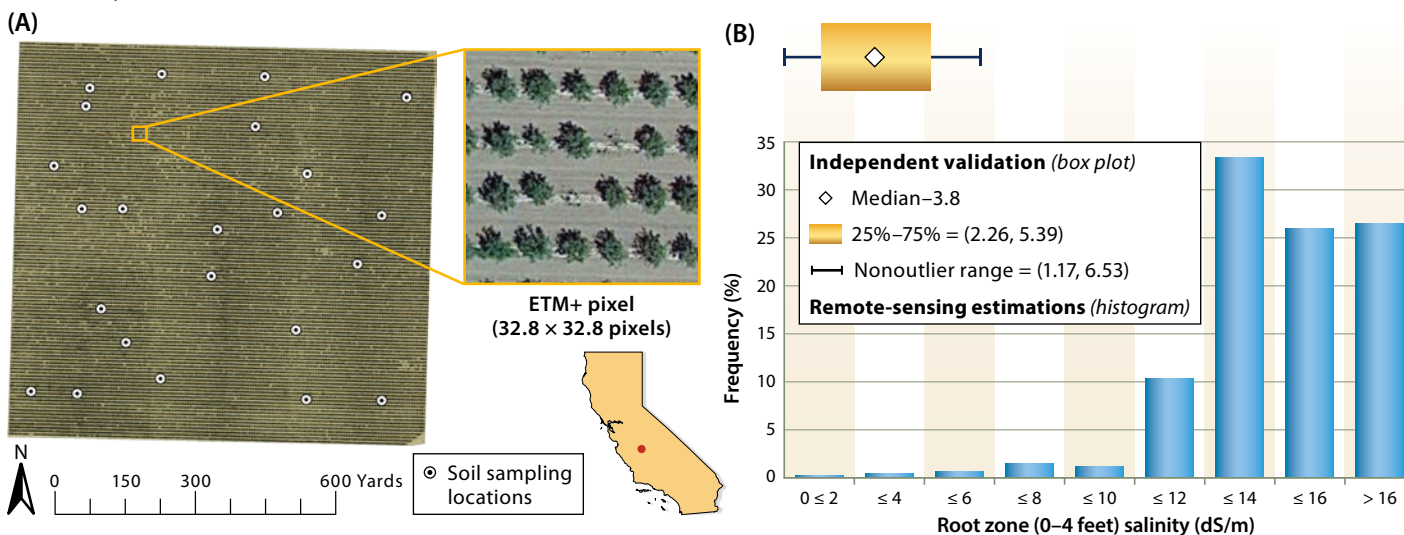 (A)
ETM+ pixel
(32.8 × 32.8 pixels)
N
0 150 300 600 Yards
Soil sampling
locations
(B)
Independent validation (box plot)
Median–3.8
25%–75% = (2.26, 5.39)
Nonoutlier range = (1.17, 6.53)
Remote-sensing estimations (histogram)
Frequency (%)
35
30
25
20
15
10
5
0
0 ≤ 2 ≤ 4 ≤ 6 ≤ 8 ≤ 10 ≤ 12 ≤ 14 ≤ 16 > 16
Root zone (0–4 feet) salinity (dS/m)